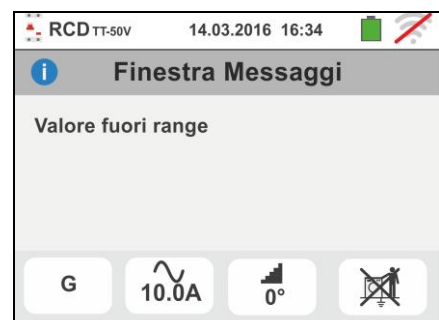 RCD TT-50V 14.03.2016 16:34
Finestra Messaggi
Valore fuori range
G 10.0A 0°